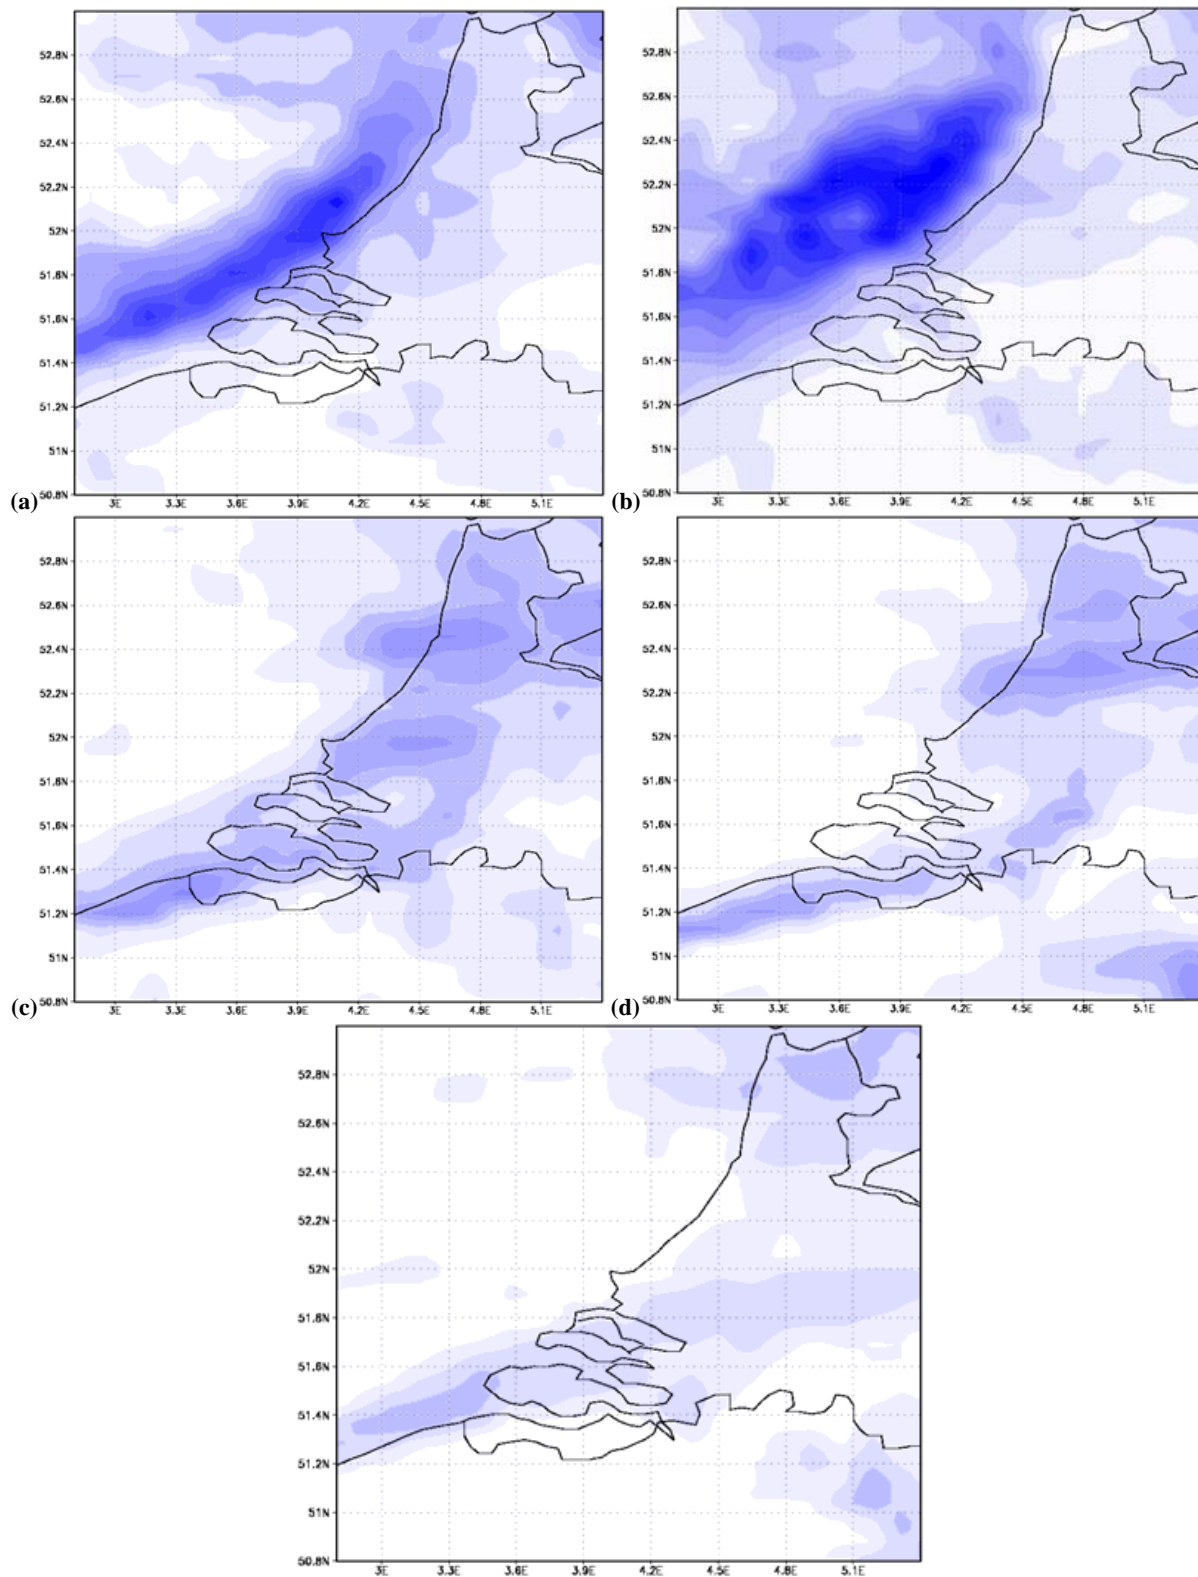 52.8N 52.8N
52.6N 52.6N
52.4N 52.4N
52.2N 52.2N
52N 52N
51.8N 51.8N
51.6N 51.6N
51.4N 51.4N
51.2N 51.2N
51N 51N
(a) 50.8N (b) 50.8N
3E 3.3E 3.6E 3.9E 4.2E 4.5E 4.8E 5.1E 3E 3.3E 3.6E 3.9E 4.2E 4.5E 4.8E 5.1E
52.8N 52.8N
52.6N 52.6N
52.4N 52.4N
52.2N 52.2N
52N 52N
51.8N 51.8N
51.6N 51.6N
51.4N 51.4N
51.2N 51.2N
51N 51N
(c) 50.8N (d) 50.8N
3E 3.3E 3.6E 3.9E 4.2E 4.5E 4.8E 5.1E 3E 3.3E 3.6E 3.9E 4.2E 4.5E 4.8E 5.1E
52.8N
52.6N
52.4N
52.2N
52N
51.8N
51.6N
51.4N
51.2N
51N
50.8N
3E 3.3E 3.6E 3.9E 4.2E 4.5E 4.8E 5.1E